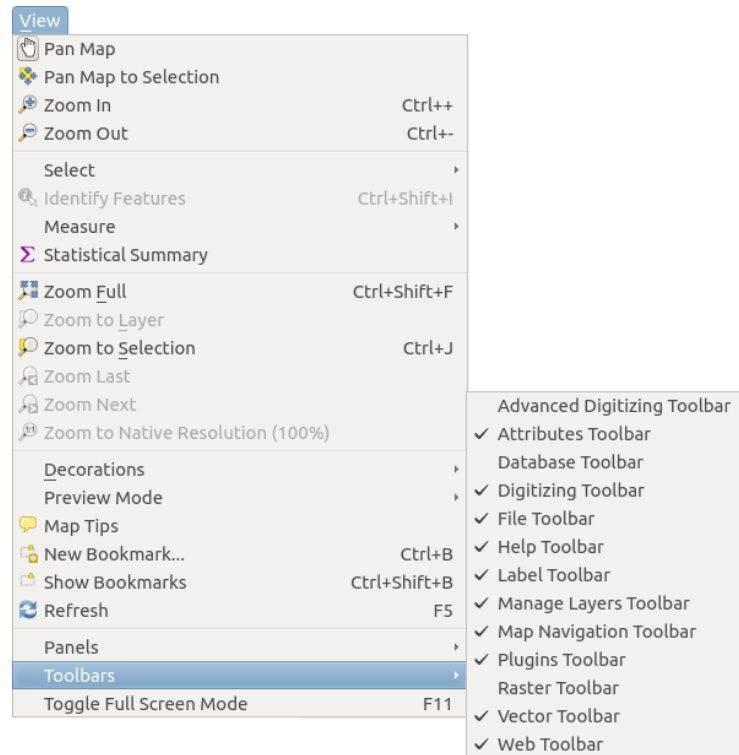 View
Pan Map
Pan Map to Selection
Zoom In Ctrl++
Zoom Out Ctrl+-
Select
Identify Features Ctrl+Shift+I
Measure
Σ Statistical Summary
Zoom Full Ctrl+Shift+F
Zoom to Layer
Zoom to Selection Ctrl+J
Zoom Last
Zoom Next
Zoom to Native Resolution (100%)
Decorations
Preview Mode
Map Tips
New Bookmark... Ctrl+B
Show Bookmarks Ctrl+Shift+B
Refresh F5
Panels
Toolbars
Toggle Full Screen Mode F11
Advanced Digitizing Toolbar
✓ Attributes Toolbar
Database Toolbar
✓ Digitizing Toolbar
✓ File Toolbar
✓ Help Toolbar
✓ Label Toolbar
✓ Manage Layers Toolbar
✓ Map Navigation Toolbar
✓ Plugins Toolbar
Raster Toolbar
✓ Vector Toolbar
✓ Web Toolbar